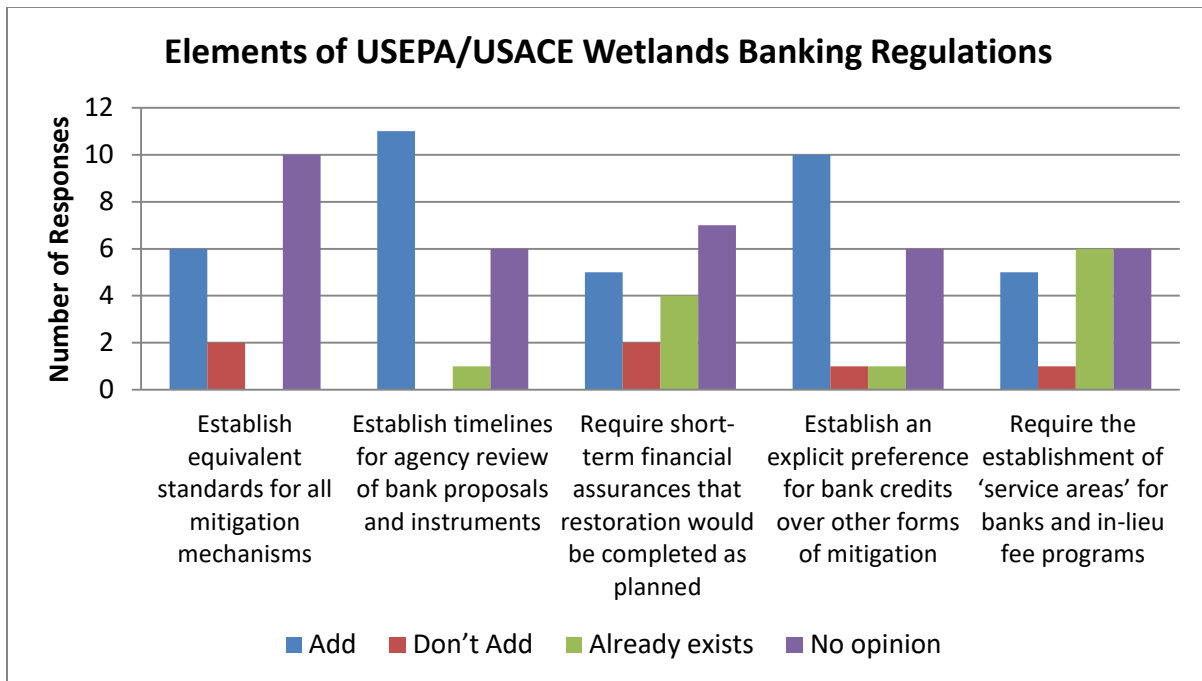 Elements of USEPA/USACE Wetlands Banking Regulations
Number of Responses
12
10
8
6
4
2
0
Establish
equivalent
standards for all
mitigation
mechanisms
Establish timelines
for agency review
of bank proposals
and instruments
Require short-
term financial
assurances that
restoration would
be completed as
planned
Establish an
explicit preference
for bank credits
over other forms
of mitigation
Require the
establishment of
‘service areas’ for
banks and in-lieu
fee programs
Add
Don’t Add
Already exists
No opinion